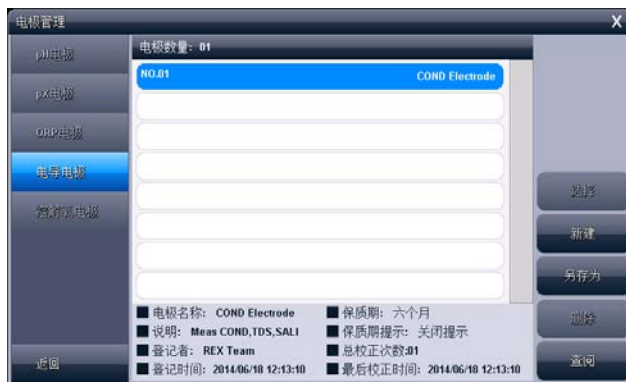 电极管理 X
pH电极
pX电极
ORP电极
电导电极
溶解氧电极
返回
电极数量: 01
NO.01 COND Electrode
电极名称: COND Electrode
说明: Meas COND,TDS,SALI
登记者: REX Team
登记时间: 2014/06/18 12:13:10
保质期: 六个月
保质期提示: 关闭提示
总校正次数:01
最后校正时间: 2014/06/18 12:13:10
选择
新建
另存为
删除
查阅